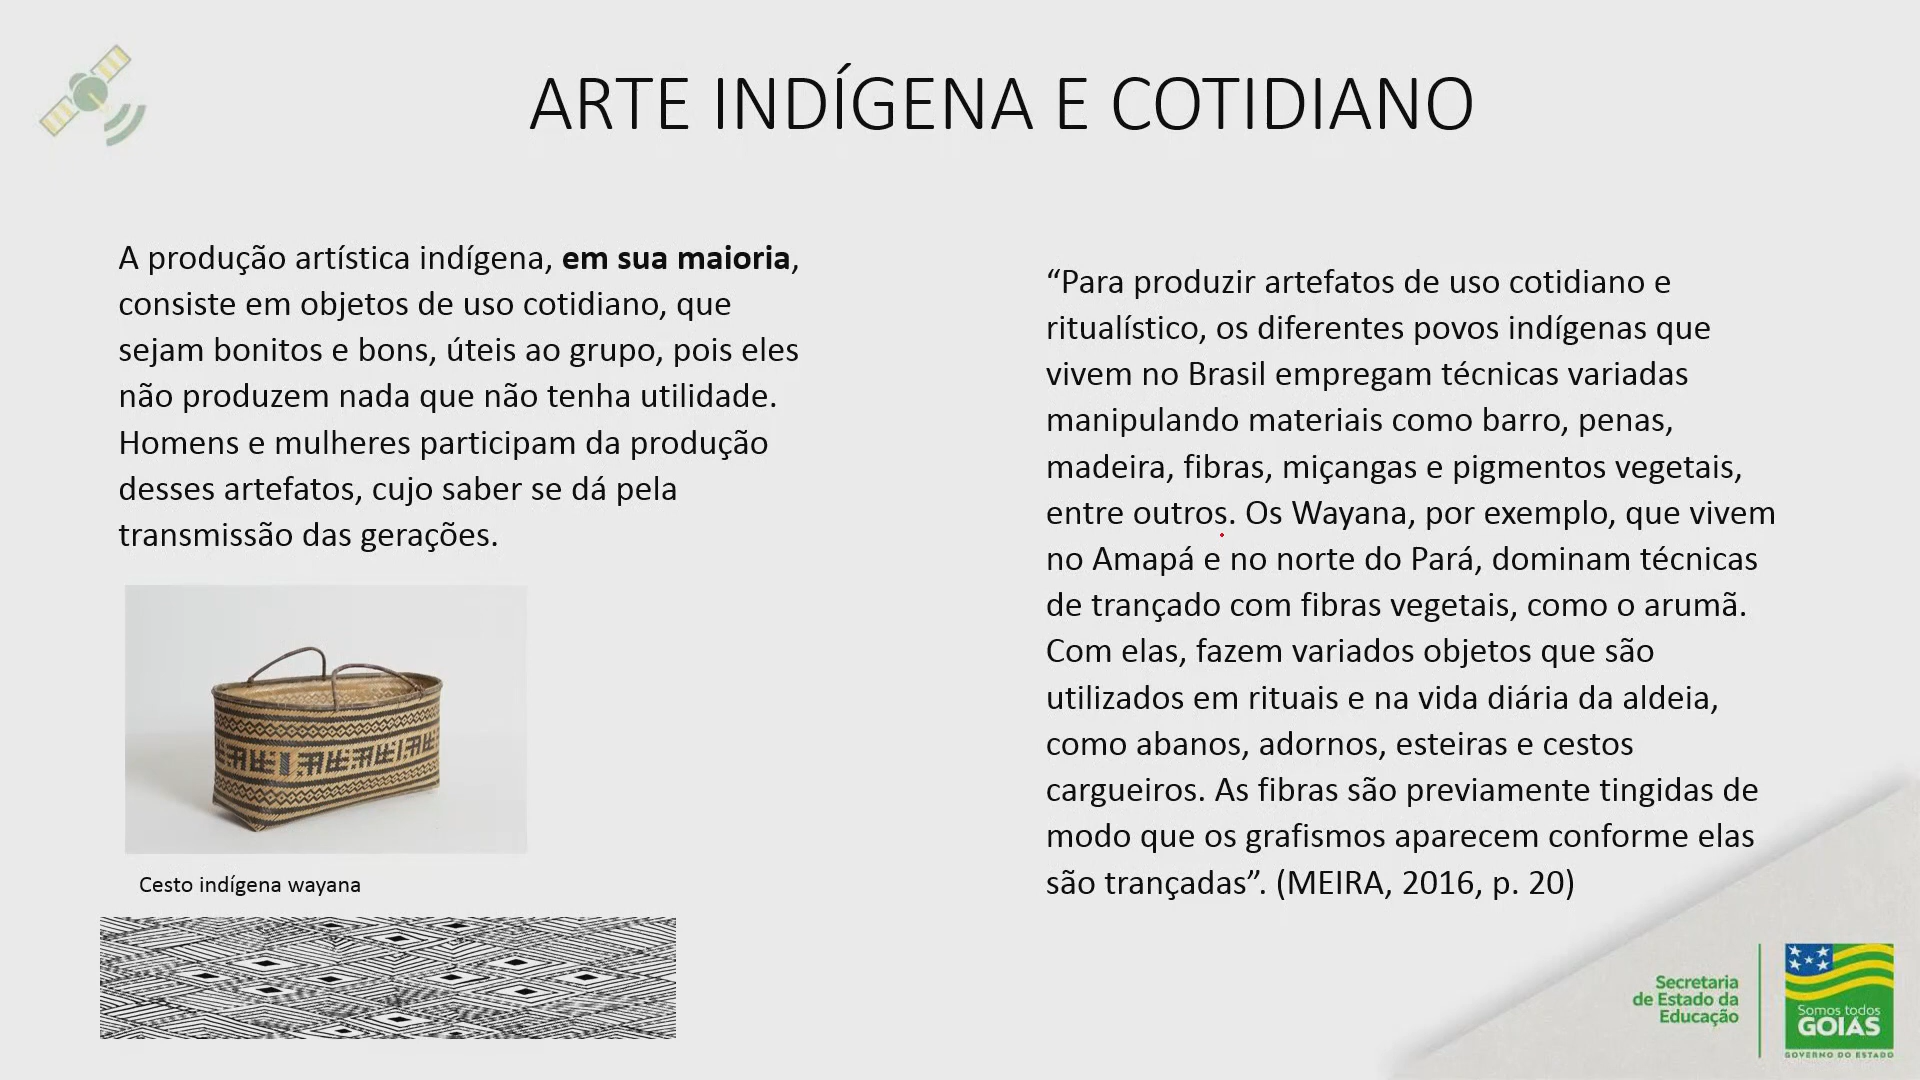 ARTE INDÍGENA E COTIDIANO
A produção artística indígena, em sua maioria,
consiste em objetos de uso cotidiano, que
sejam bonitos e bons, úteis ao grupo, pois eles
não produzem nada que não tenha utilidade.
Homens e mulheres participam da produção
desses artefatos, cujo saber se dá pela
transmissão das gerações.
Cesto indígena wayana
“Para produzir artefatos de uso cotidiano e
ritualístico, os diferentes povos indígenas que
vivem no Brasil empregam técnicas variadas
manipulando materiais como barro, penas,
madeira, fibras, miçangas e pigmentos vegetais,
entre outros. Os Wayana, por exemplo, que vivem
no Amapá e no norte do Pará, dominam técnicas
de trançado com fibras vegetais, como o arumã.
Com elas, fazem variados objetos que são
utilizados em rituais e na vida diária da aldeia,
como abanos, adornos, esteiras e cestos
cargueiros. As fibras são previamente tingidas de
modo que os grafismos aparecem conforme elas
são trançadas”. (MEIRA, 2016, p. 20)
Secretaria
de Estado da
Educação
Somos todos
GOIÁS
GOVERNO DO ESTADO